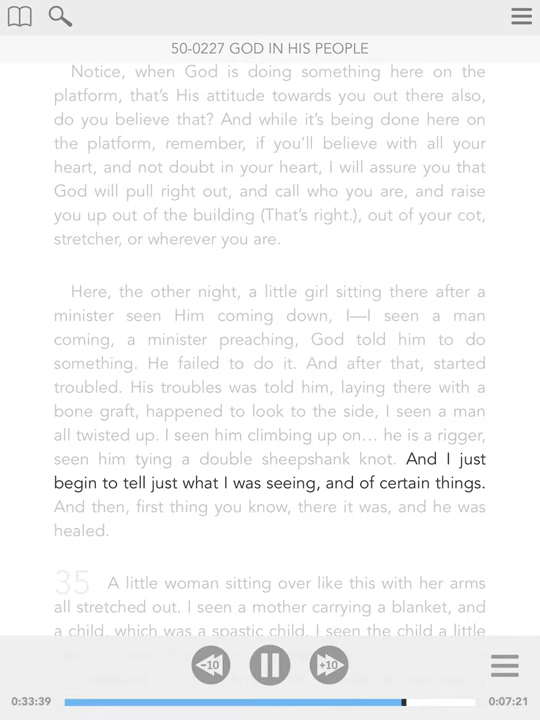 50-0227 GOD IN HIS PEOPLE
Notice, when God is doing something here on the
platform, that’s His attitude towards you out there also,
do you believe that? And while it’s being done here on
the platform, remember, if you’ll believe with all your
heart, and not doubt in your heart, I will assure you that
God will pull right out, and call who you are, and raise
you up out of the building (That’s right.), out of your cot,
stretcher, or wherever you are.
Here, the other night, a little girl sitting there after a
minister seen Him coming down, I—I seen a man
coming, a minister preaching, God told him to do
something. He failed to do it. And after that, started
troubled. His troubles was told him, laying there with a
bone graft, happened to look to the side, I seen a man
all twisted up. I seen him climbing up on… he is a rigger,
seen him tying a double sheepshank knot. And I just
begin to tell just what I was seeing, and of certain things.
And then, first thing you know, there it was, and he was
healed.
35 A little woman sitting over like this with her arms
all stretched out. I seen a mother carrying a blanket, and
a child, which was a spastic child. I seen the child a little
-10 +10
0:33:39 0:07:21